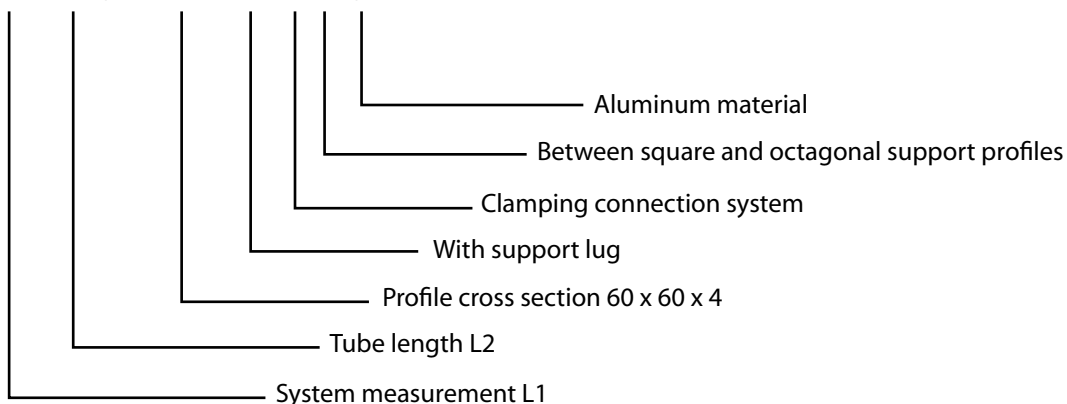 Aluminum material
Between square and octagonal support profiles
Clamping connection system
With support lug
Profile cross section 60 x 60 x 4
Tube length L2
System measurement L1